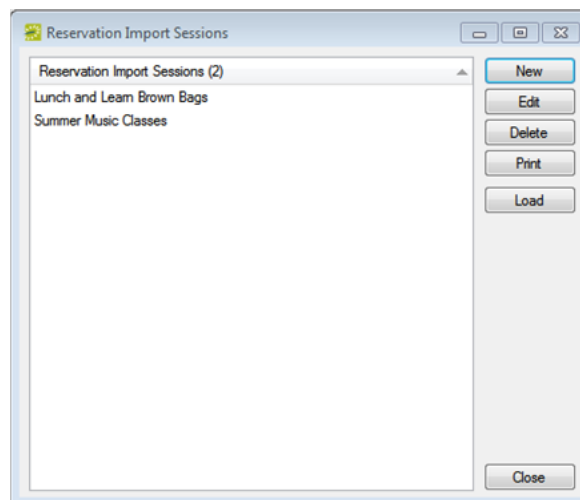 Reservation Import Sessions
Reservation Import Sessions (2)
Lunch and Learn Brown Bags
Summer Music Classes
New
Edit
Delete
Print
Load
Close